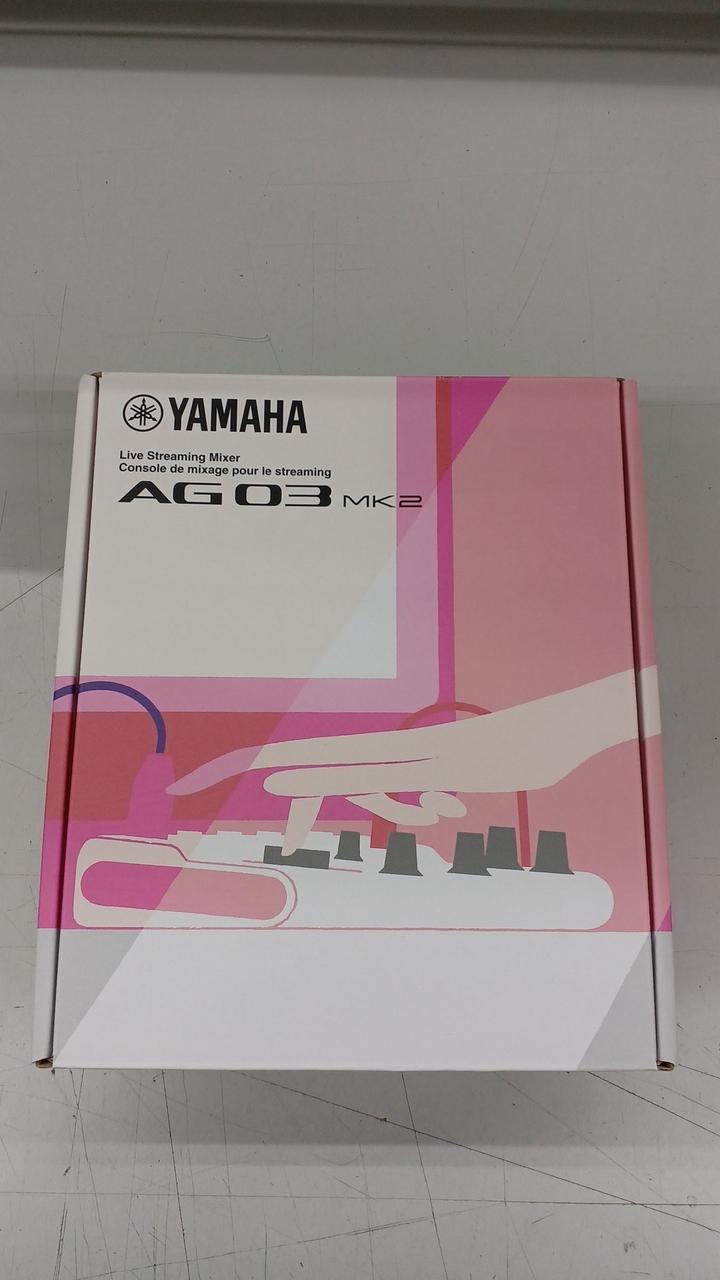 YAMAHA
Live Streaming Mixer
Console de mixage pour le streaming
AG03 MK2